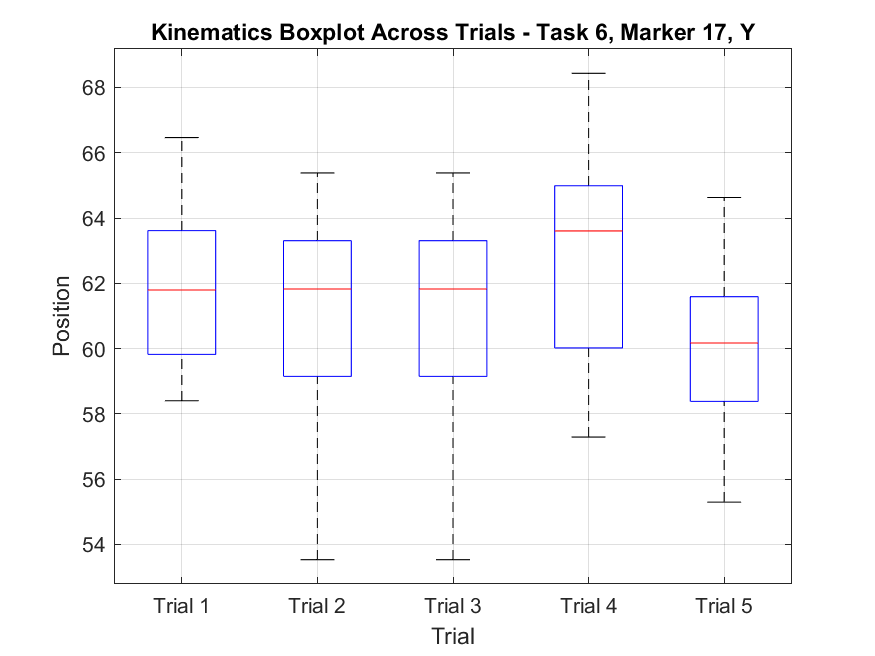 Kinematics Boxplot Across Trials - Task 6, Marker 17, Y
68
66
64
62
60
58
56
54
Position
Trial 1 Trial 2 Trial 3 Trial 4 Trial 5
Trial